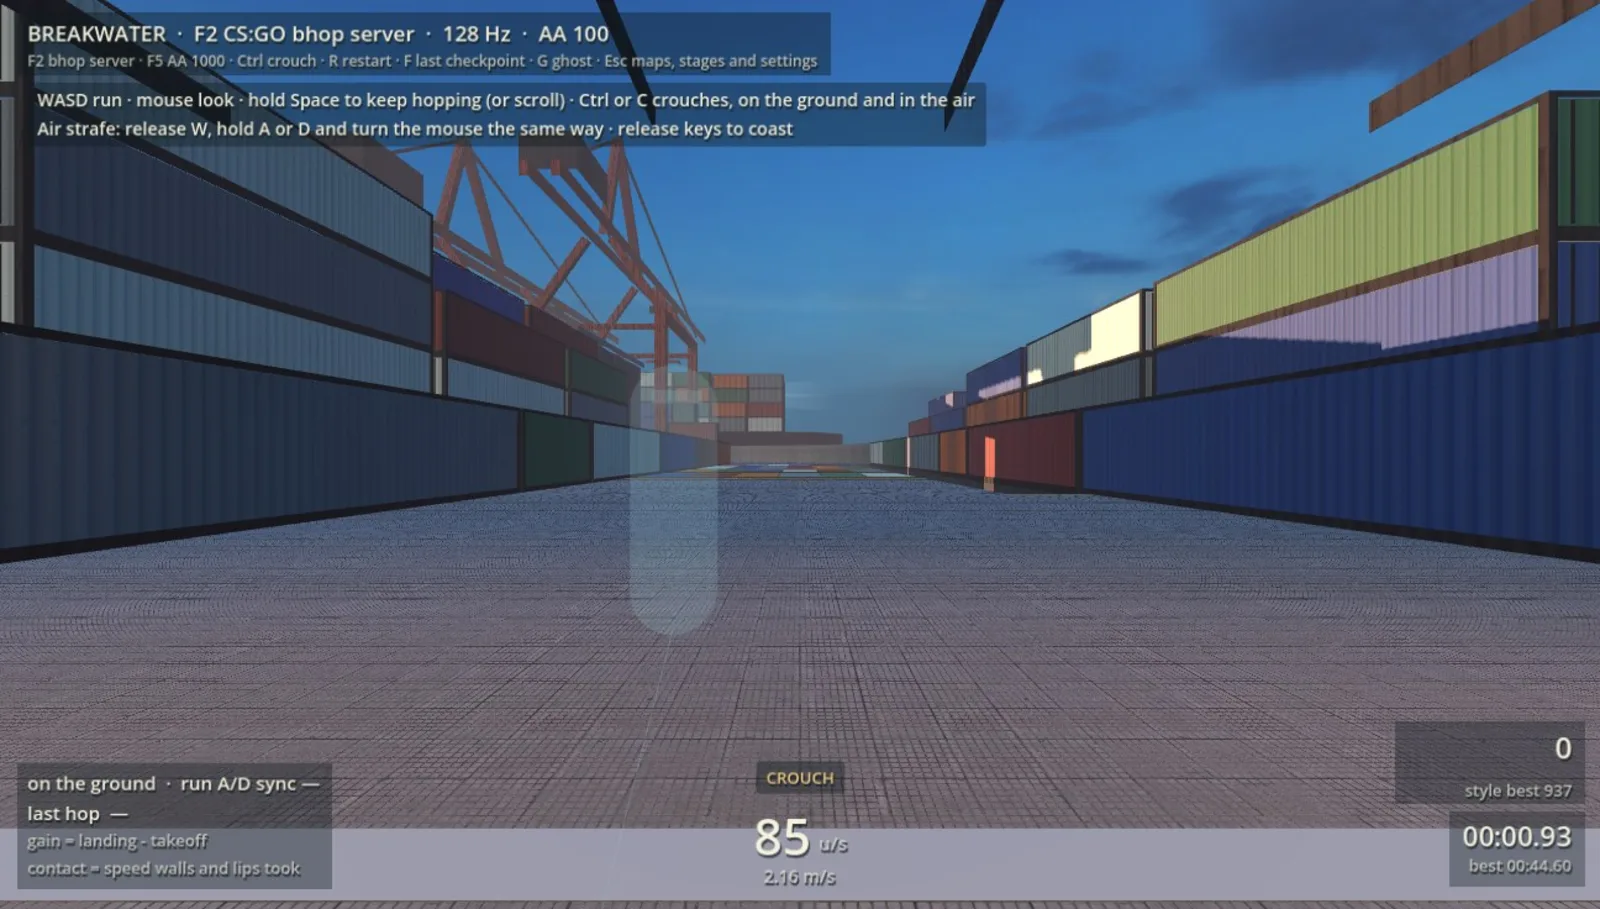 BREAKWATER · F2 CS:GO bhop server · 128 Hz · AA 100
F2 bhop server · F5 AA 1000 · Ctrl crouch · R restart · F last checkpoint · G ghost · Esc maps, stages and settings
WASD run · mouse look · hold Space to keep hopping (or scroll) · Ctrl or C crouches, on the ground and in the air
Air strafe: release W, hold A or D and turn the mouse the same way · release keys to coast
on the ground · run A/D sync —
last hop —
gain = landing - takeoff
contact = speed walls and lips took
CROUCH
85 u/s
2.16 m/s
0
style best 937
00:00.93
best 00:44.60